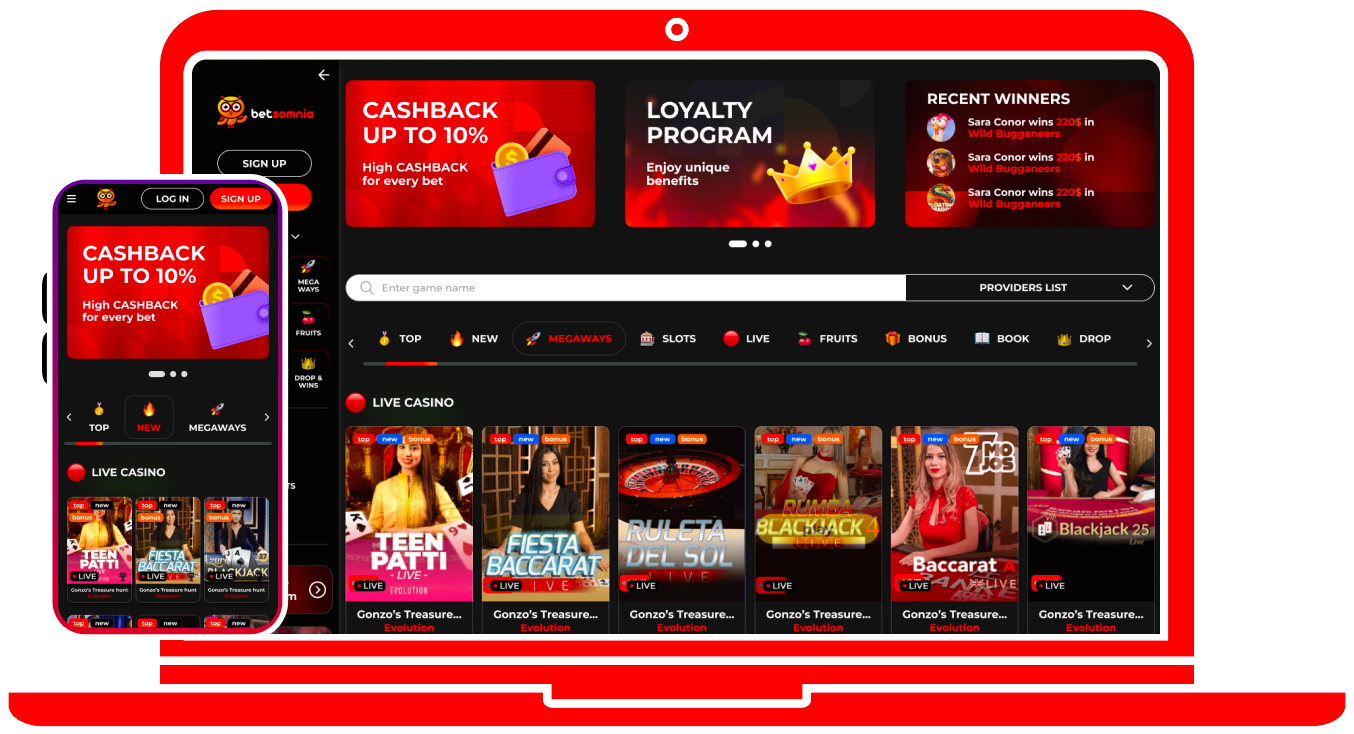 betsomnia
SIGN UP
MEGA
WAYS
FRUITS
DROP &
WINS
CASHBACK
UP TO 10%
High CASHBACK
for every bet
LOYALTY
PROGRAM
Enjoy unique
benefits
RECENT WINNERS
Sara Conor wins 220$ in
Wild Bugganeers
Sara Conor wins 220$ in
Wild Bugganeers
Sara Conor wins 220$ in
Wild Bugganeers
Enter game name
PROVIDERS LIST
TOP
NEW
MEGAWAYS
SLOTS
LIVE
FRUITS
BONUS
BOOK
DROP
LIVE CASINO
top new bonus
TEEN
PATTI
- LIVE -
EVOLUTION
LIVE
Gonzo's Treasure...
Evolution
top new bonus
FIESTA
BACCARAT
LIVE
Gonzo's Treasure...
Evolution
top new bonus
RULETA
DEL SOL
LIVE
LIVE
Gonzo's Treasure...
Evolution
top new bonus
RUMBA
BLACKJACK 4
LIVE
LIVE
Gonzo's Treasure...
Evolution
top new bonus
7 MOJOS
Baccarat A
LIVE
LIVE
Gonzo's Treasure...
Evolution
top new bonus
Blackjack 25
Live
LIVE
Gonzo's Treasure...
Evolution
LOG IN
SIGN UP
CASHBACK
UP TO 10%
High CASHBACK
for every bet
TOP
NEW
MEGAWAYS
LIVE CASINO
top new
bonus
TEEN
PATTI
LIVE
Gonzo's Treasure hunt
Evolution
top new
bonus
FIESTA
BACCARAT
LIVE
Gonzo's Treasure hunt
Evolution
top new
bonus
27
BLACKJACK
LIVE
Gonzo's Treasure hunt
Evolution
top new
top new
top new